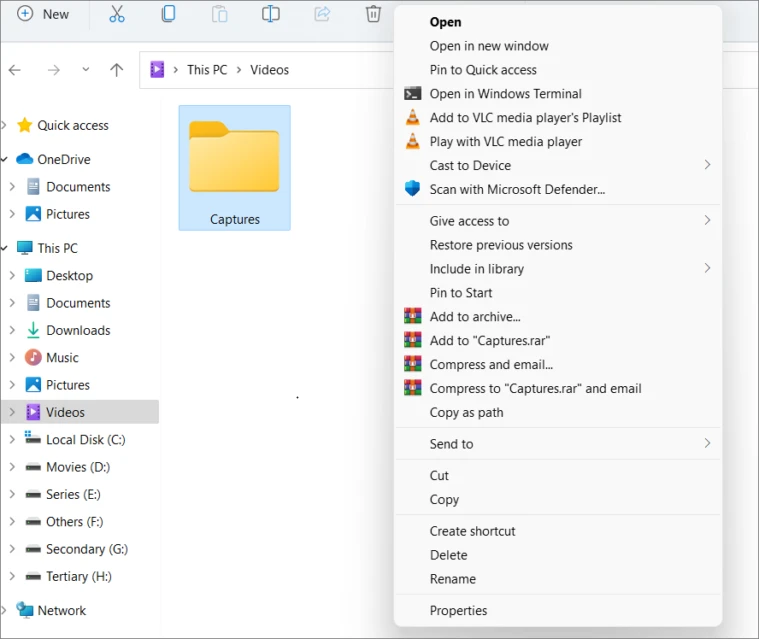 New
This PC > Videos
Quick access
OneDrive
Documents
Pictures
This PC
Desktop
Documents
Downloads
Music
Pictures
Videos
Local Disk (C:)
Movies (D:)
Series (E:)
Others (F:)
Secondary (G:)
Tertiary (H:)
Network
Captures
Open
Open in new window
Pin to Quick access
Open in Windows Terminal
Add to VLC media player's Playlist
Play with VLC media player
Cast to Device
Scan with Microsoft Defender...
Give access to
Restore previous versions
Include in library
Pin to Start
Add to archive...
Add to "Captures.rar"
Compress and email...
Compress to "Captures.rar" and email
Copy as path
Send to
Cut
Copy
Create shortcut
Delete
Rename
Properties